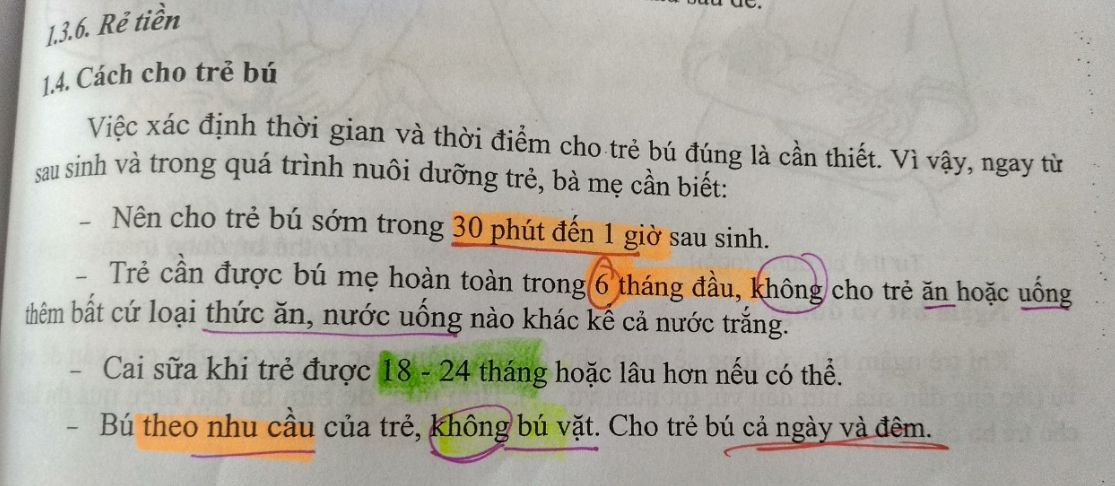 1.3.6. Rẻ tiền
1.4. Cách cho trẻ bú
Việc xác định thời gian và thời điểm cho trẻ bú đúng là cần thiết. Vì vậy, ngay từ
sau sinh và trong quá trình nuôi dưỡng trẻ, bà mẹ cần biết:
- Nên cho trẻ bú sớm trong 30 phút đến 1 giờ sau sinh.
- Trẻ cần được bú mẹ hoàn toàn trong 6 tháng đầu, không cho trẻ ăn hoặc uống
thêm bất cứ loại thức ăn, nước uống nào khác kể cả nước trắng.
- Cai sữa khi trẻ được 18 - 24 tháng hoặc lâu hơn nếu có thể.
- Bú theo nhu cầu của trẻ, không bú vặt. Cho trẻ bú cả ngày và đêm.